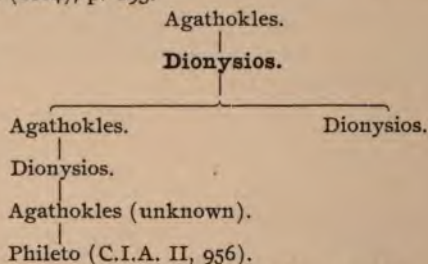 Agathokles.
Dionysios.
Agathokles. Dionysios.
Dionysios.
Agathokles (unknown).
Phileto (C.I.A. II, 956).